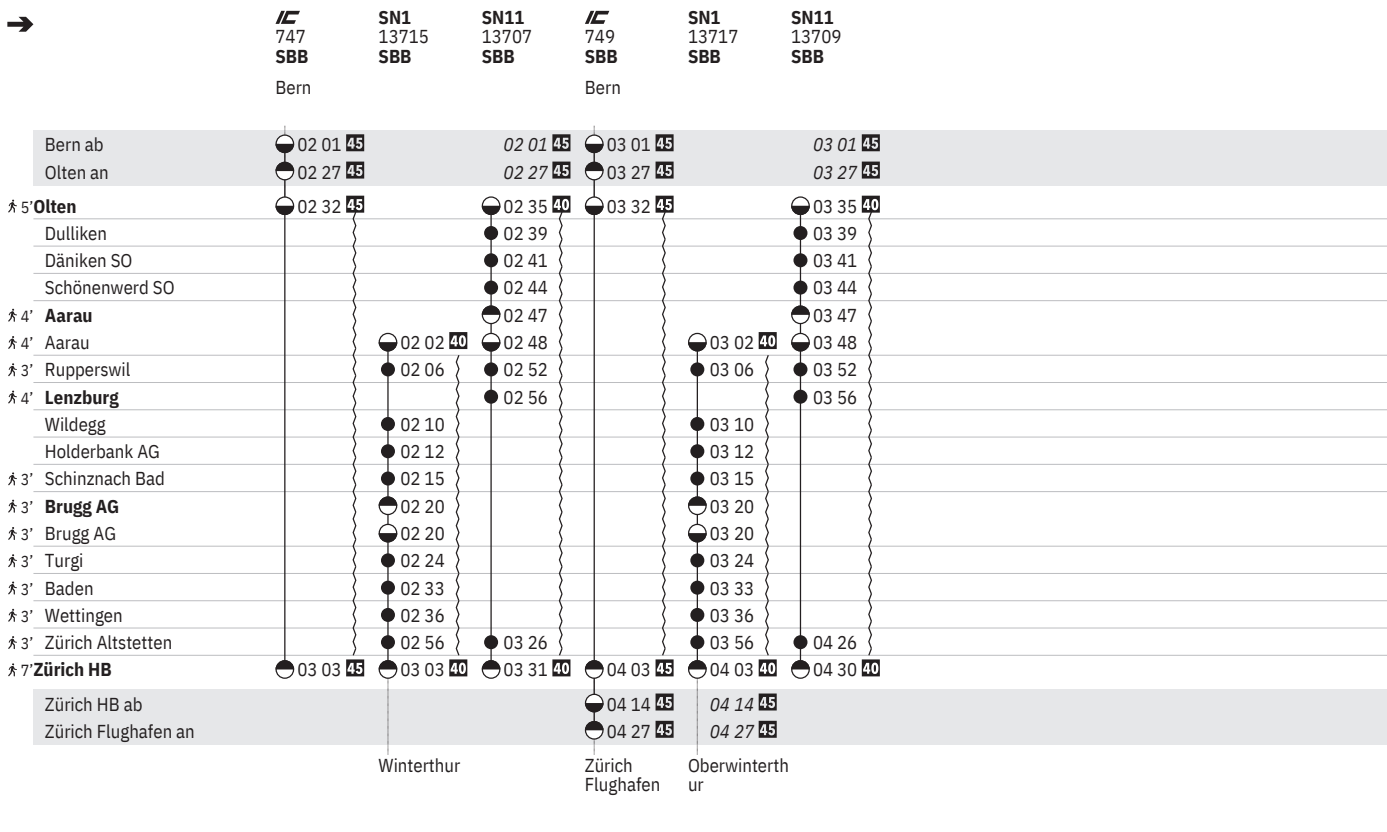 IC SN1 SN11 IC SN1 SN11
747 13715 13707 749 13717 13709
SBB SBB SBB SBB SBB SBB
Bern Bern
Bern ab 02 01 45 02 01 45 03 01 45 03 01 45
Olten an 02 27 45 02 27 45 03 27 45 03 27 45
5’ Olten 02 32 45 02 35 40 03 32 45 03 35 40
Dulliken 02 39 03 39
Däniken SO 02 41 03 41
Schönenwerd SO 02 44 03 44
4’ Aarau 02 47 03 47
4’ Aarau 02 02 40 02 48 03 02 40 03 48
3’ Rupperswil 02 06 02 52 03 06 03 52
4’ Lenzburg 02 56 03 56
Wildegg 02 10 03 10
Holderbank AG 02 12 03 12
3’ Schinznach Bad 02 15 03 15
3’ Brugg AG 02 20 03 20
3’ Brugg AG 02 20 03 20
3’ Turgi 02 24 03 24
3’ Baden 02 33 03 33
3’ Wettingen 02 36 03 36
3’ Zürich Altstetten 02 56 03 26 03 56 04 26
7’ Zürich HB 03 03 45 03 03 40 03 31 40 04 03 45 04 03 40 04 30 40
Zürich HB ab 04 14 45 04 14 45
Zürich Flughafen an 04 27 45 04 27 45
Winterthur Zürich Oberwinterth
Flughafen ur